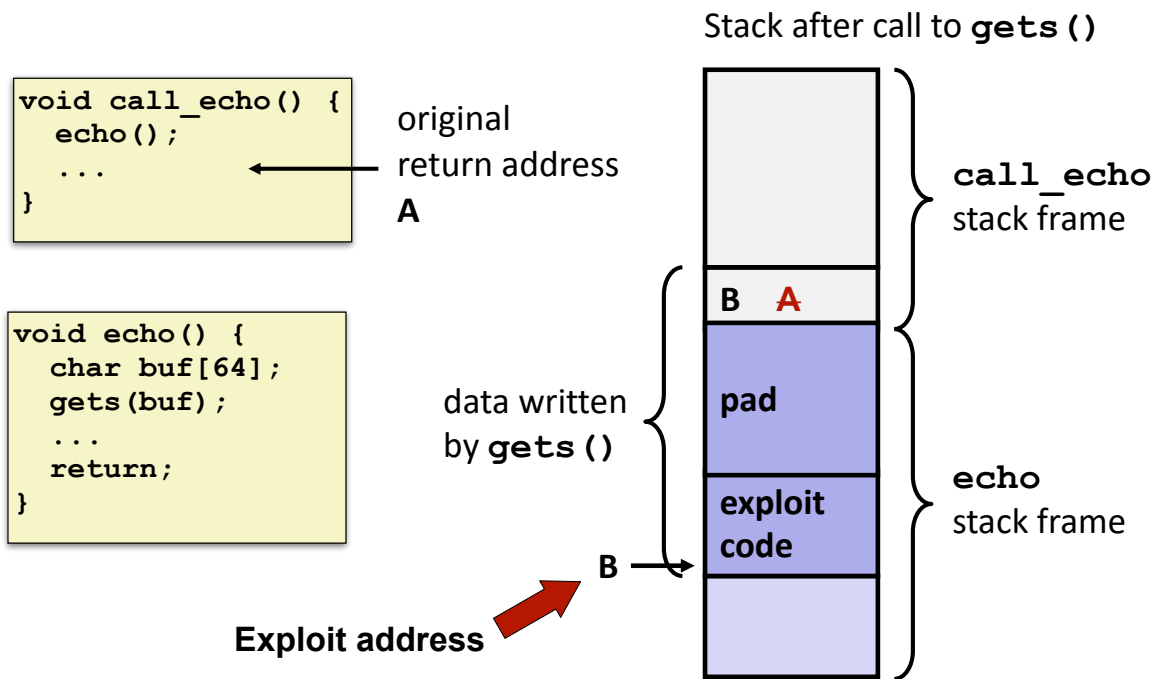 Stack after call to gets()
void call_echo() {
  echo();
  ...
}
original
return address
A
call_echo
stack frame
B A
void echo() {
  char buf[64];
  gets(buf);
  ...
  return;
}
data written
by gets()
pad
exploit
code
echo
stack frame
B
Exploit address